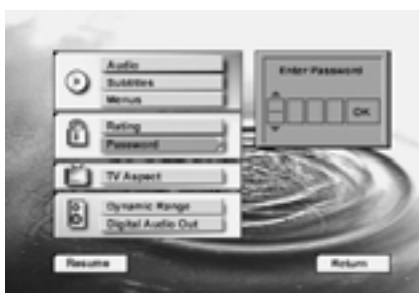 Audio
Subtitles
Menus
Rating
Password
TV Aspect
Dynamic Range
Digital Audio Out
Enter Password
OK
Resume
Return